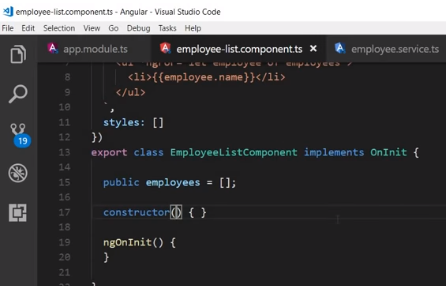 employee-list.component.ts - Angular - Visual Studio Code
File Edit Selection View Go Debug Tasks Help
app.module.ts employee-list.component.ts × employee.service.ts
8 <li>{{employee.name}}</li>
9 </ul>
10 `,
11 styles: []
12 })
13 export class EmployeeListComponent implements OnInit {
14
15 public employees = [];
16
17 constructor() { }
18
19 ngOnInit() {
20 }
21
19